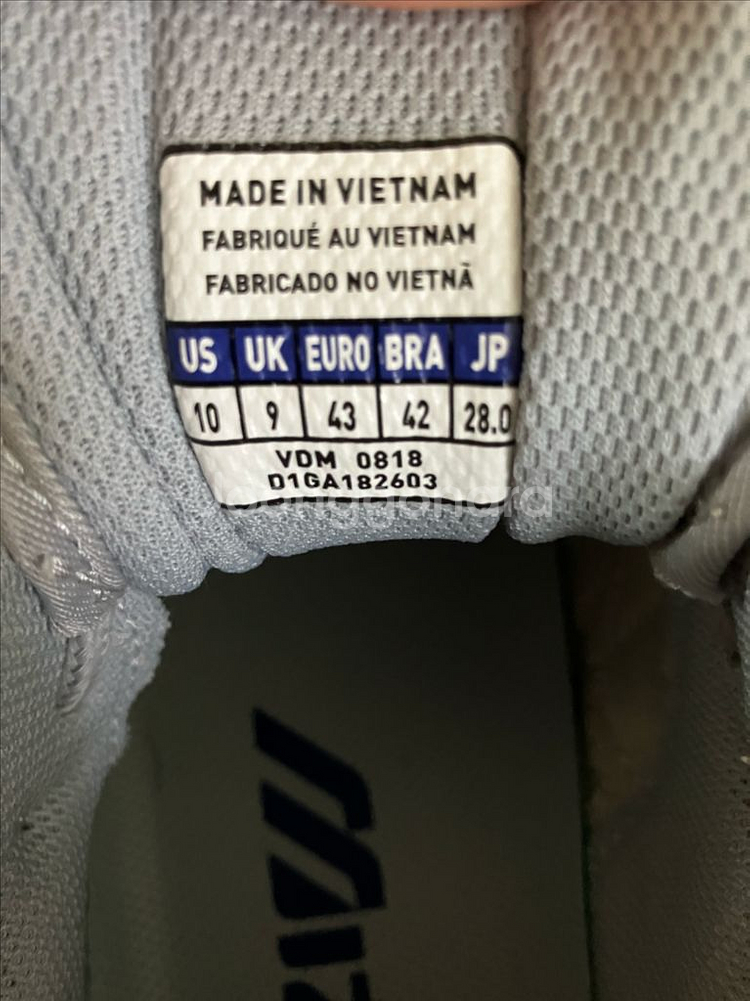 MADE IN VIETNAM
FABRIQUÉ AU VIETNAM
FABRICADO NO VIETNÃ
US UK EURO BRA JP
10 9 43 42 28.0
VDM 0818
D1GA182603
joonggonara